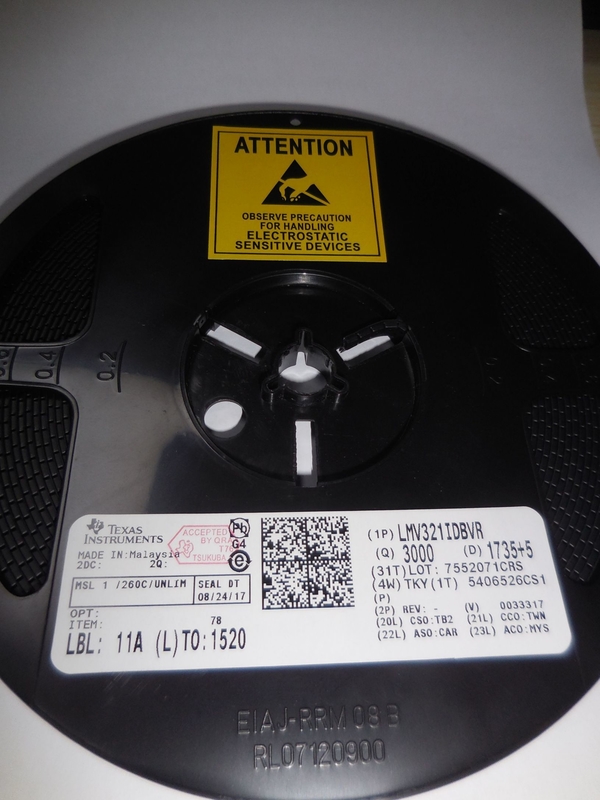 ATTENTION
OBSERVE PRECAUTION
FOR HANDLING
ELECTROSTATIC
SENSITIVE DEVICES
0.4
0.2
TEXAS
INSTRUMENTS
MADE IN:Malaysia
2DC: 2Q:
ACCEPTED
BY QRA
TSUKUBA
Pb
G4
e
MSL 1 /260C/UNLIM
SEAL DT
08/24/17
OPT:
ITEM: 78
LBL: 11A (L)TO:1520
(1P) LMV321IDBVR
(Q) 3000 (D) 1735+5
(31T)LOT: 7552071CRS
(4W) TKY(1T) 5406526CS1
(P)
(2P) REV: - (V) 0033317
(20L) CSO:TB2 (21L) CCO:TWN
(22L) ASO:CAR (23L) ACO:MYS
EIAJ-RRM 08 B
RL07120900